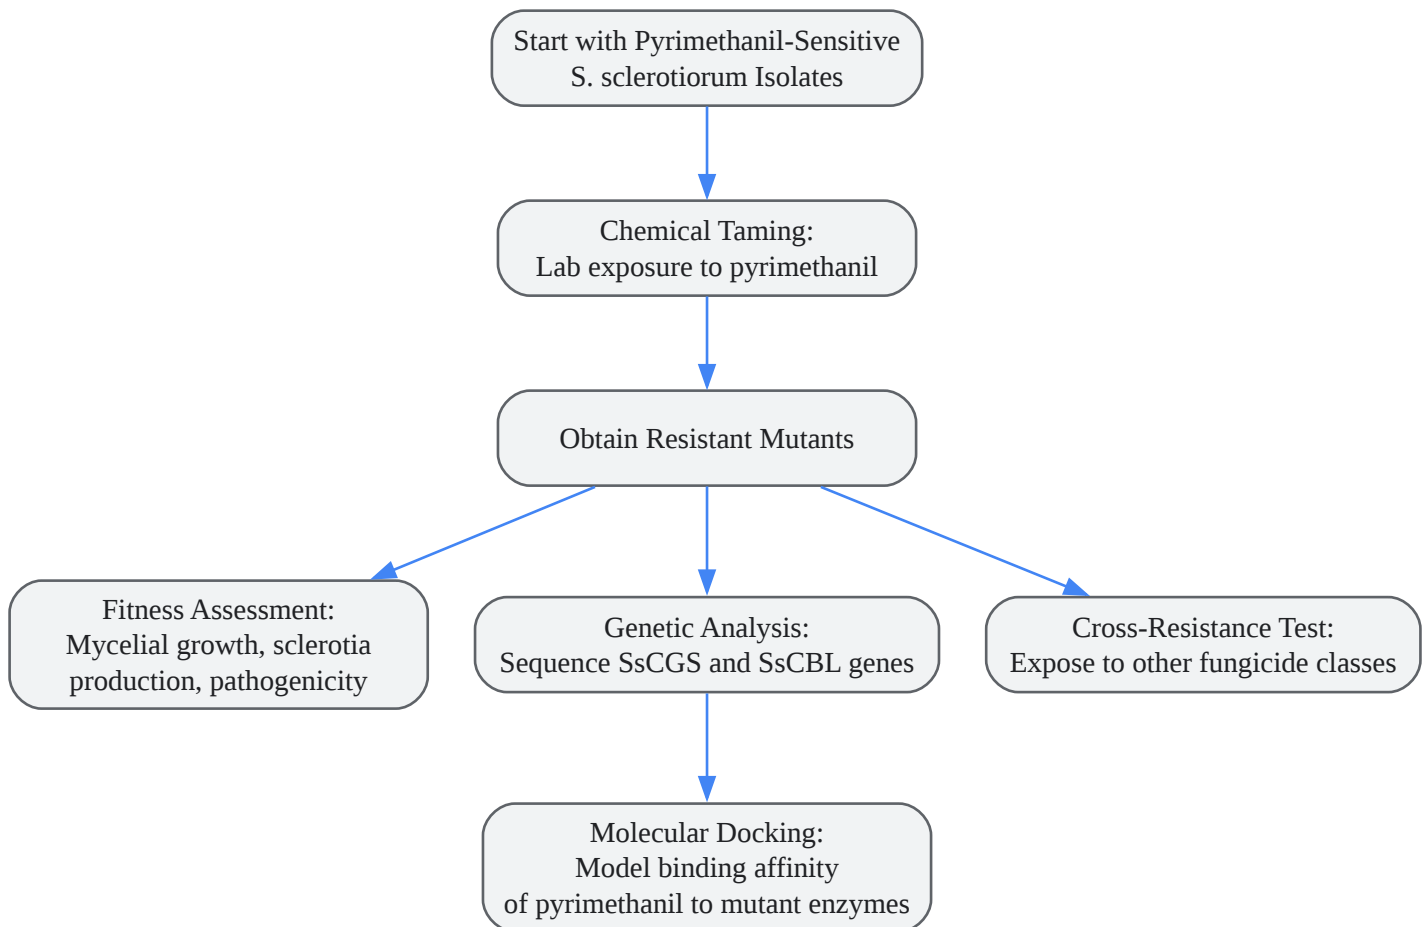 Start with Pyrimethanil-Sensitive
S. sclerotiorum Isolates
Chemical Taming:
Lab exposure to pyrimethanil
Obtain Resistant Mutants
Fitness Assessment:
Mycelial growth, sclerotia
production, pathogenicity
Genetic Analysis:
Sequence SsCGS and SsCBL genes
Cross-Resistance Test:
Expose to other fungicide classes
Molecular Docking:
Model binding affinity
of pyrimethanil to mutant enzymes